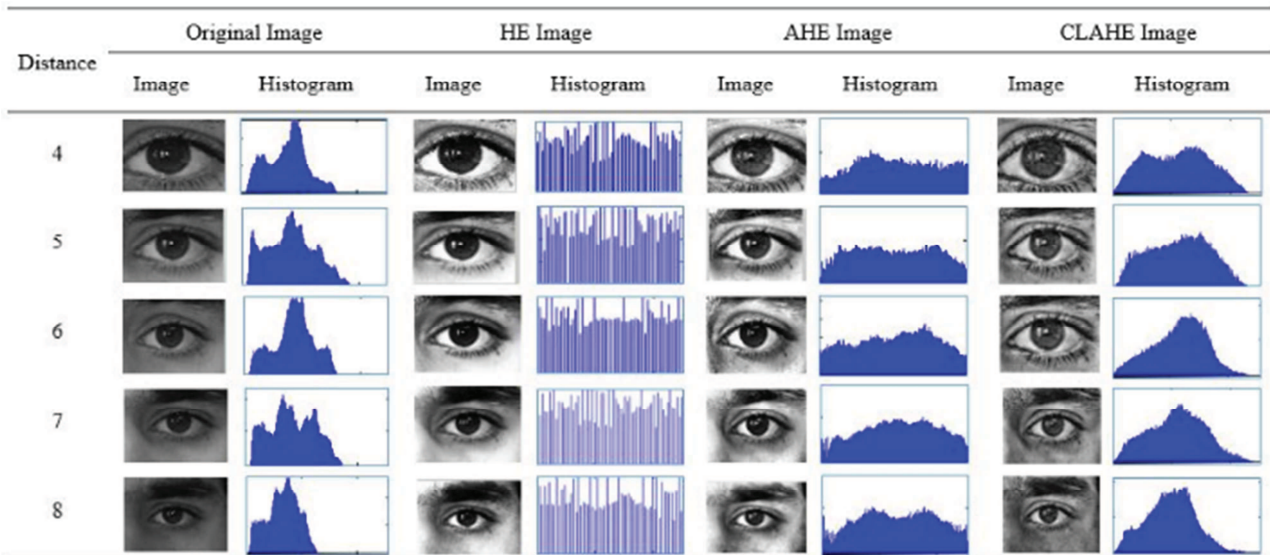 Distance
Original Image
HE Image
AHE Image
CLAHE Image
Image
Histogram
Image
Histogram
Image
Histogram
Image
Histogram
4
5
6
7
8